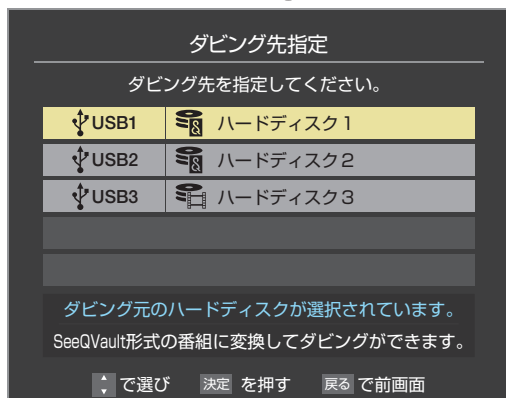 ダビング先指定
ダビング先を指定してください。
USB1 ハードディスク1
USB2 ハードディスク2
USB3 ハードディスク3
ダビング元のハードディスクが選択されています。
SeeQVault形式の番組に変換してダビングができます。
で選び 決定 を押す 戻る で前画面